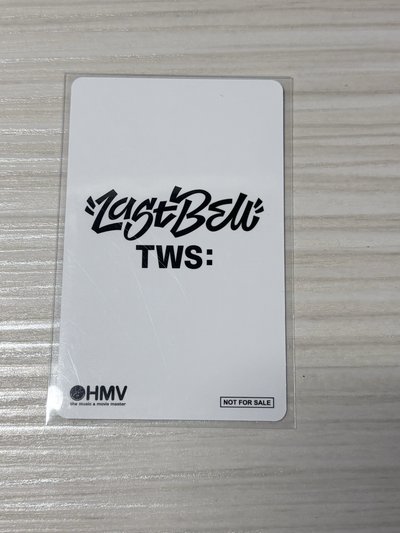 Last Bell
TWS:
HMV
the music & movie master
NOT FOR SALE